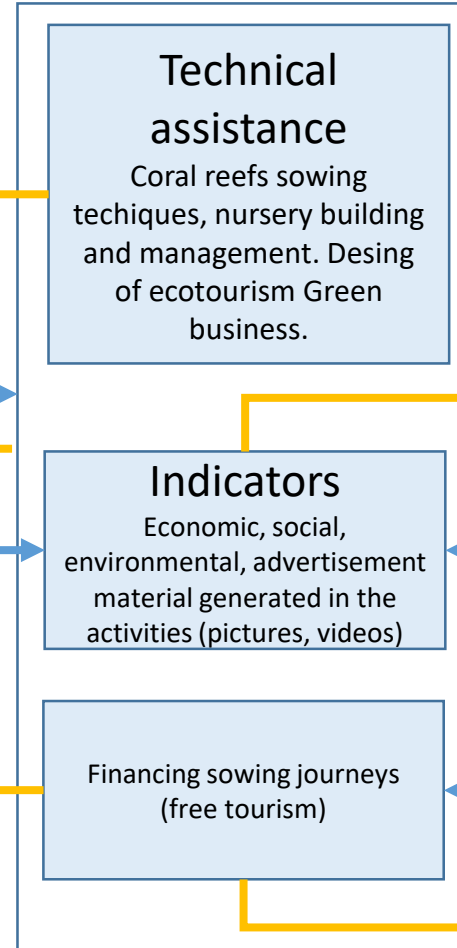 Technical
assistance
Coral reefs sowing
techiques, nursery building
and management. Desing
of ecotourism Green
business.
Indicators
Economic, social,
environmental, advertisement
material generated in the
activities (pictures, videos)
Financing sowing journeys
(free tourism)